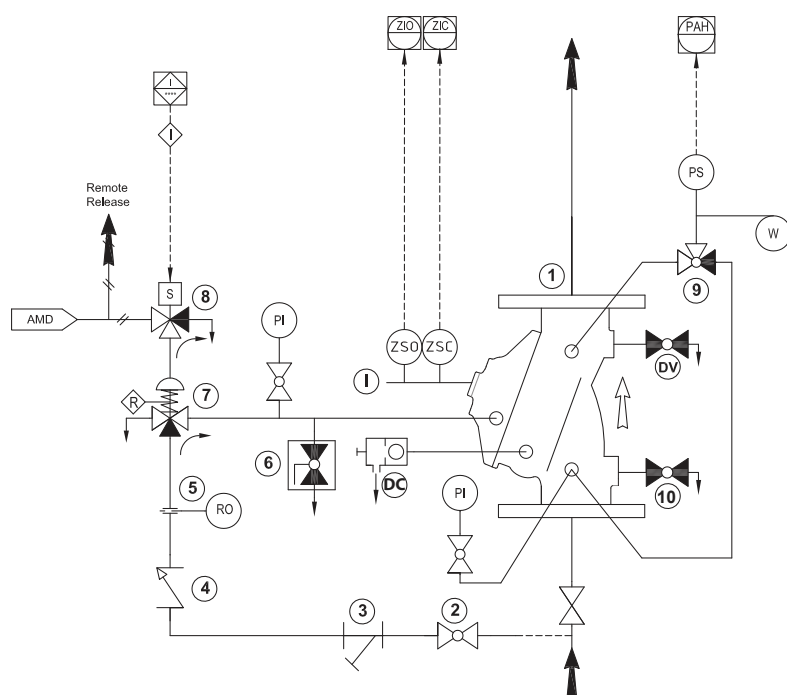 ZIO
ZIC
PAH
I
****
I
Remote
Release
PS
W
S
8
1
9
AMD
PI
ZSO
ZSC
I
DV
R
7
6
DC
10
5
RO
PI
4
3
2